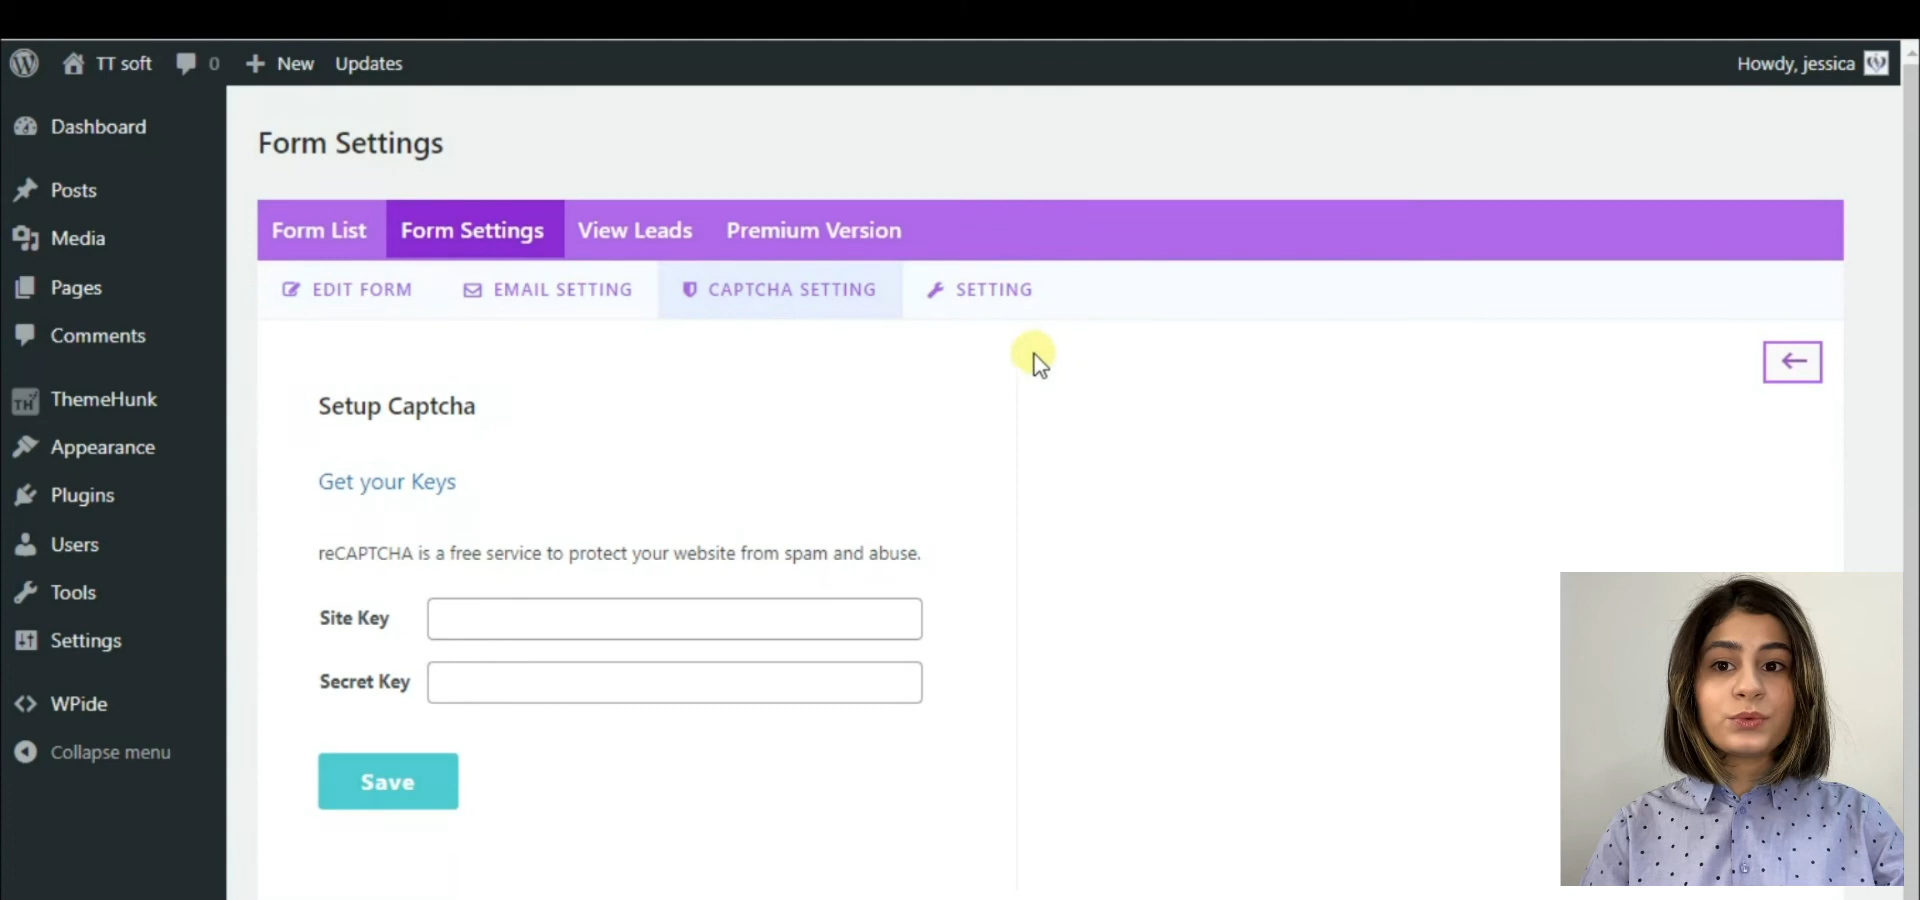 TT soft 0 New Updates Howdy, jessica
Dashboard
Posts
Media
Pages
Comments
TH ThemeHunk
Appearance
Plugins
Users
Tools
Settings
WPide
Collapse menu
Form Settings
Form List Form Settings View Leads Premium Version
EDIT FORM EMAIL SETTING CAPTCHA SETTING SETTING
Setup Captcha
Get your Keys
reCAPTCHA is a free service to protect your website from spam and abuse.
Site Key
Secret Key
Save